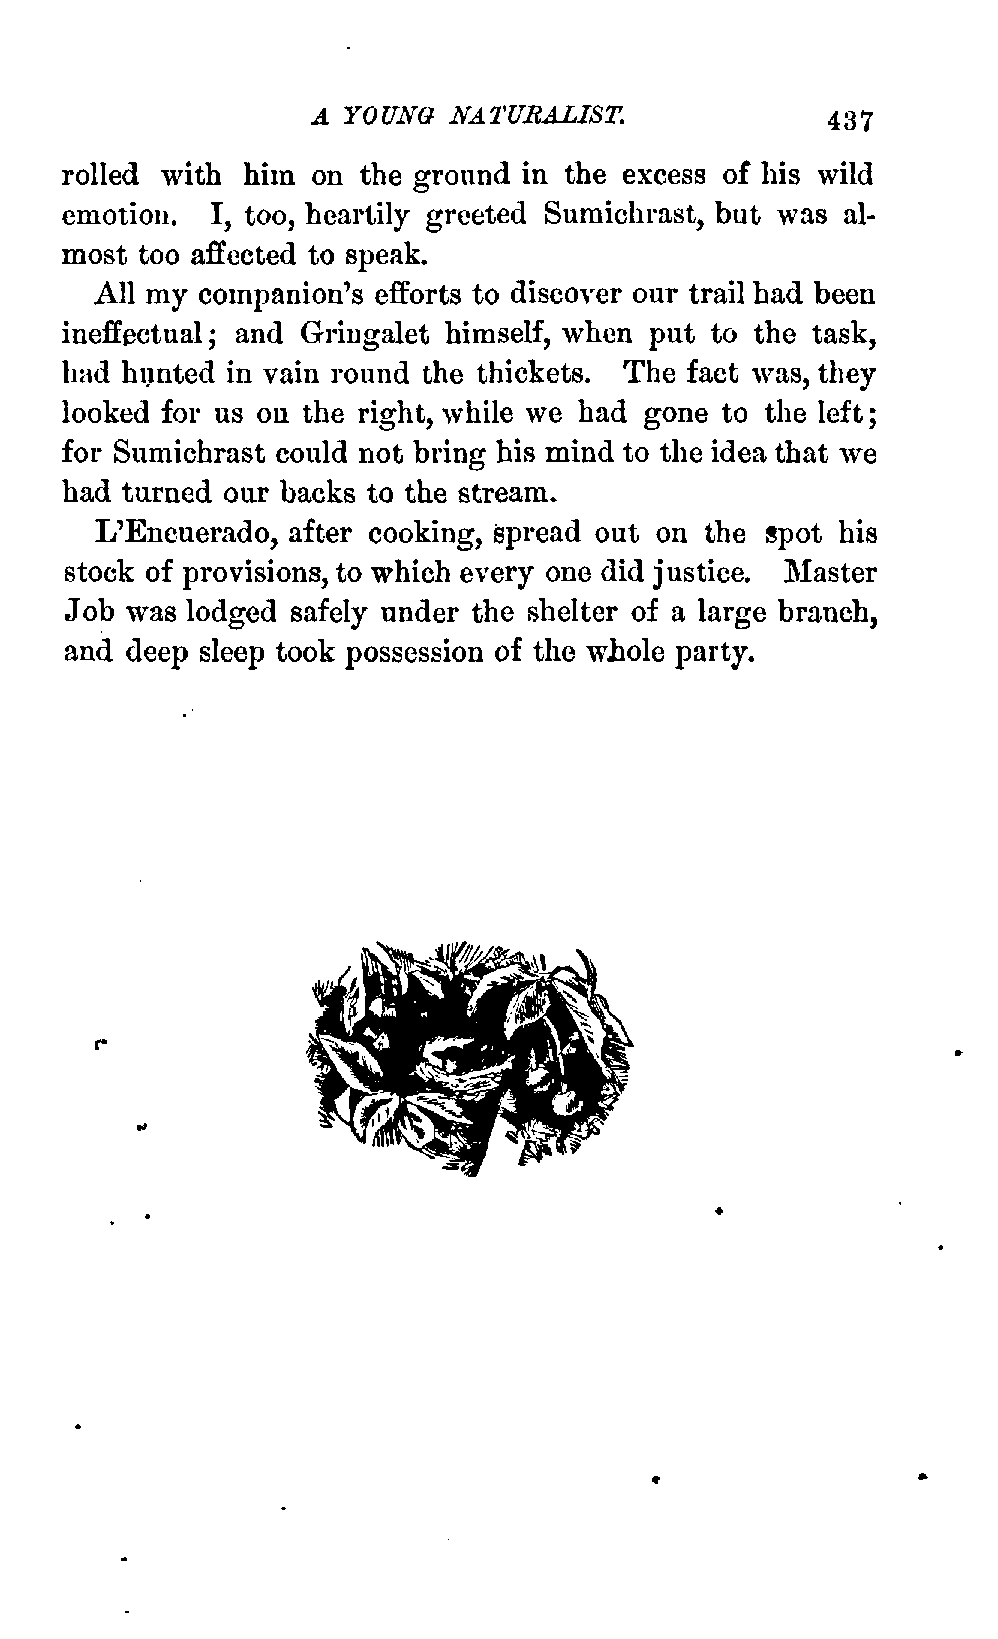 A YOUNG NATURALIST. 437
rolled with him on the ground in the excess of his wild
emotion. I, too, heartily greeted Sumichrast, but was al-
most too affected to speak.
All my companion's efforts to discover our trail had been
ineffectual; and Gringalet himself, when put to the task,
had hunted in vain round the thickets. The fact was, they
looked for us on the right, while we had gone to the left;
for Sumichrast could not bring his mind to the idea that we
had turned our backs to the stream.
L'Encuerado, after cooking, spread out on the spot his
stock of provisions, to which every one did justice. Master
Job was lodged safely under the shelter of a large branch,
and deep sleep took possession of the whole party.